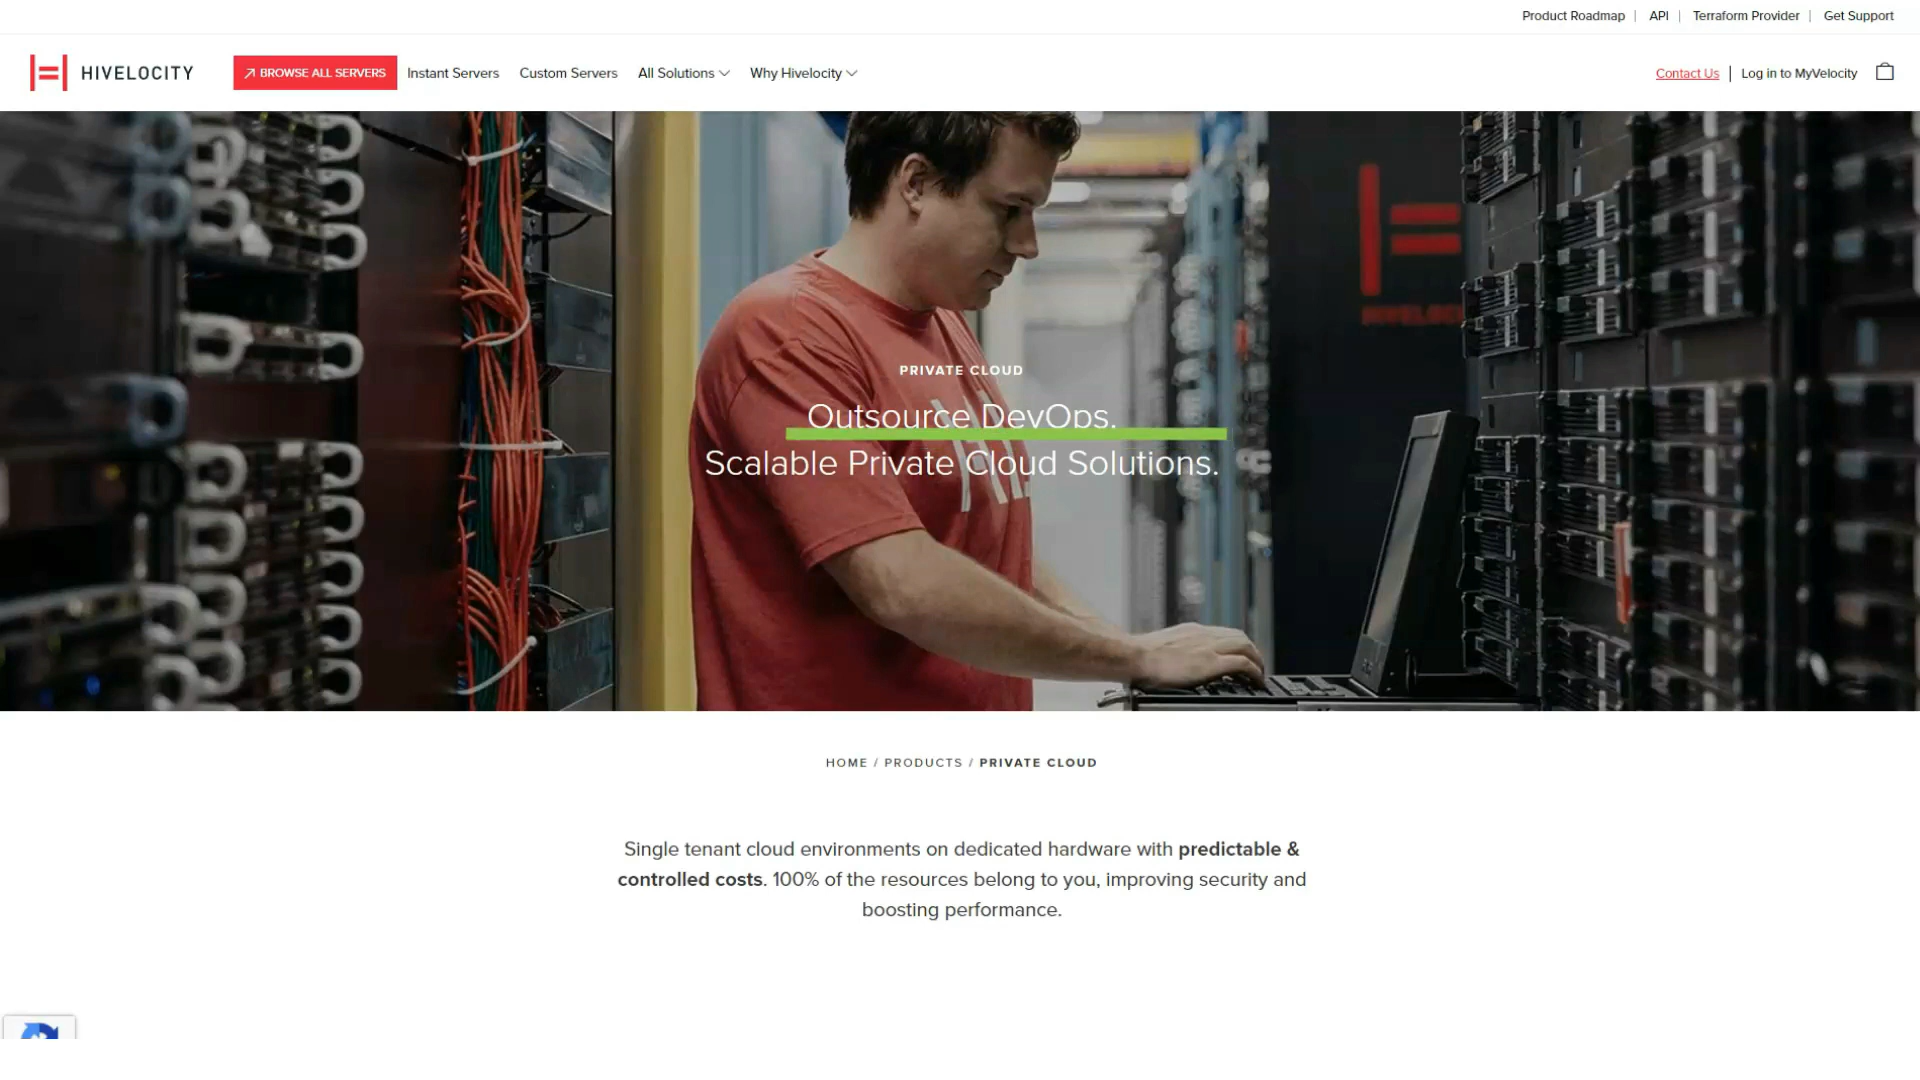 Product Roadmap | API | Terraform Provider | Get Support
HIVELOCITY
BROWSE ALL SERVERS Instant Servers Custom Servers All Solutions Why Hivelocity
Contact Us | Log in to MyVelocity
PRIVATE CLOUD
Outsource DevOps.
Scalable Private Cloud Solutions.
HOME / PRODUCTS / PRIVATE CLOUD
Single tenant cloud environments on dedicated hardware with predictable &
controlled costs. 100% of the resources belong to you, improving security and
boosting performance.